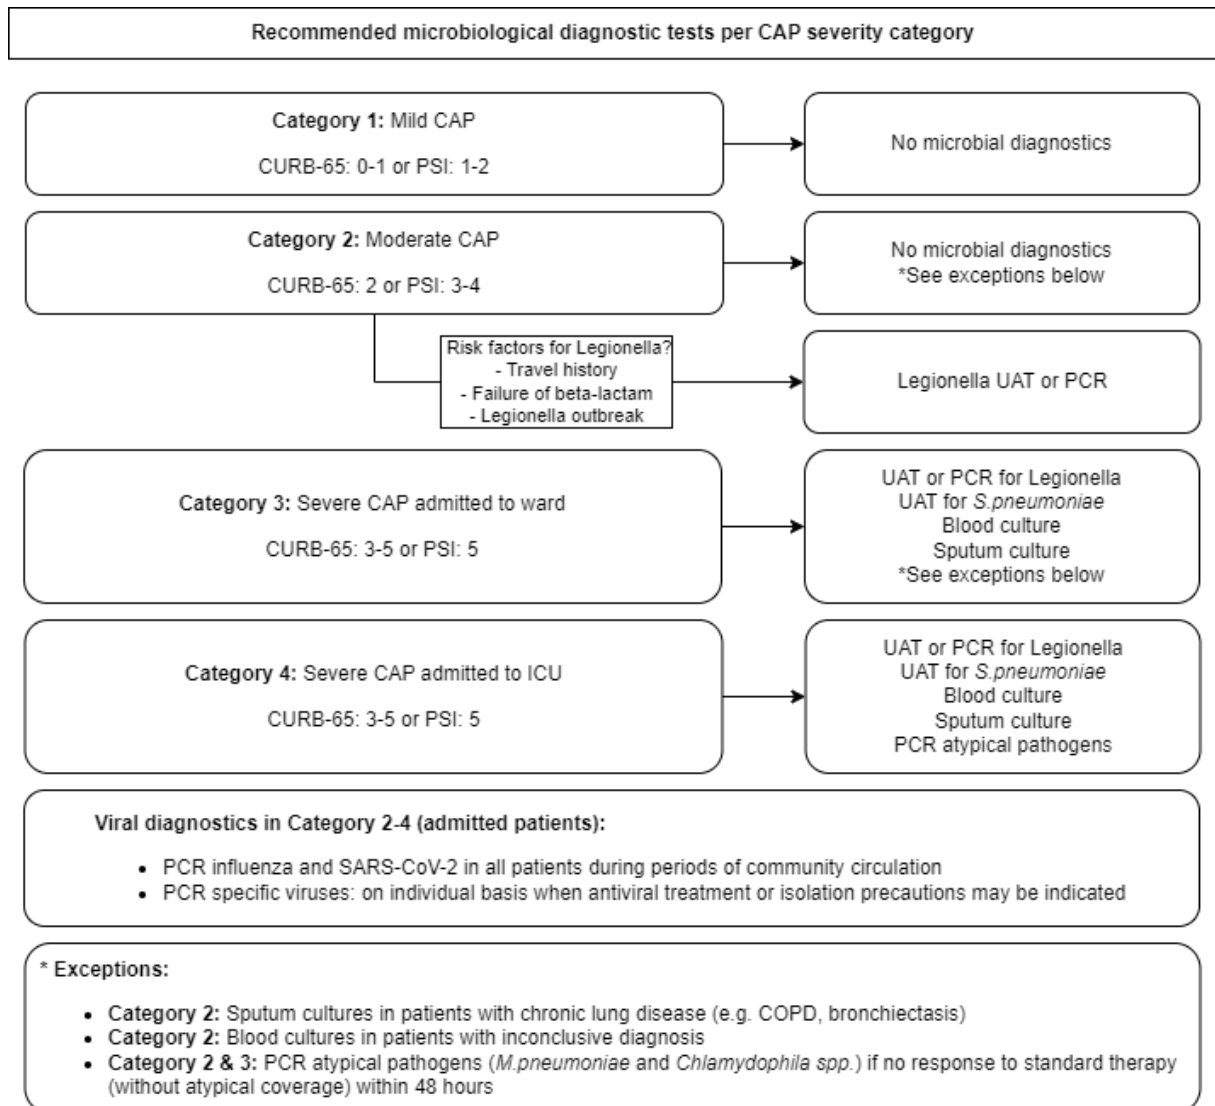 Recommended microbiological diagnostic tests per CAP severity category
Category 1: Mild CAP
CURB-65: 0-1 or PSI: 1-2
No microbial diagnostics
Category 2: Moderate CAP
CURB-65: 2 or PSI: 3-4
No microbial diagnostics
*See exceptions below
Risk factors for Legionella?
- Travel history
- Failure of beta-lactam
- Legionella outbreak
Legionella UAT or PCR
Category 3: Severe CAP admitted to ward
CURB-65: 3-5 or PSI: 5
UAT or PCR for Legionella
UAT for S.pneumoniae
Blood culture
Sputum culture
*See exceptions below
Category 4: Severe CAP admitted to ICU
CURB-65: 3-5 or PSI: 5
UAT or PCR for Legionella
UAT for S.pneumoniae
Blood culture
Sputum culture
PCR atypical pathogens
Viral diagnostics in Category 2-4 (admitted patients):
• PCR influenza and SARS-CoV-2 in all patients during periods of community circulation
• PCR specific viruses: on individual basis when antiviral treatment or isolation precautions may be indicated
* Exceptions:
• Category 2: Sputum cultures in patients with chronic lung disease (e.g. COPD, bronchiectasis)
• Category 2: Blood cultures in patients with inconclusive diagnosis
• Category 2 & 3: PCR atypical pathogens (M.pneumoniae and Chlamydophila spp.) if no response to standard therapy
(without atypical coverage) within 48 hours